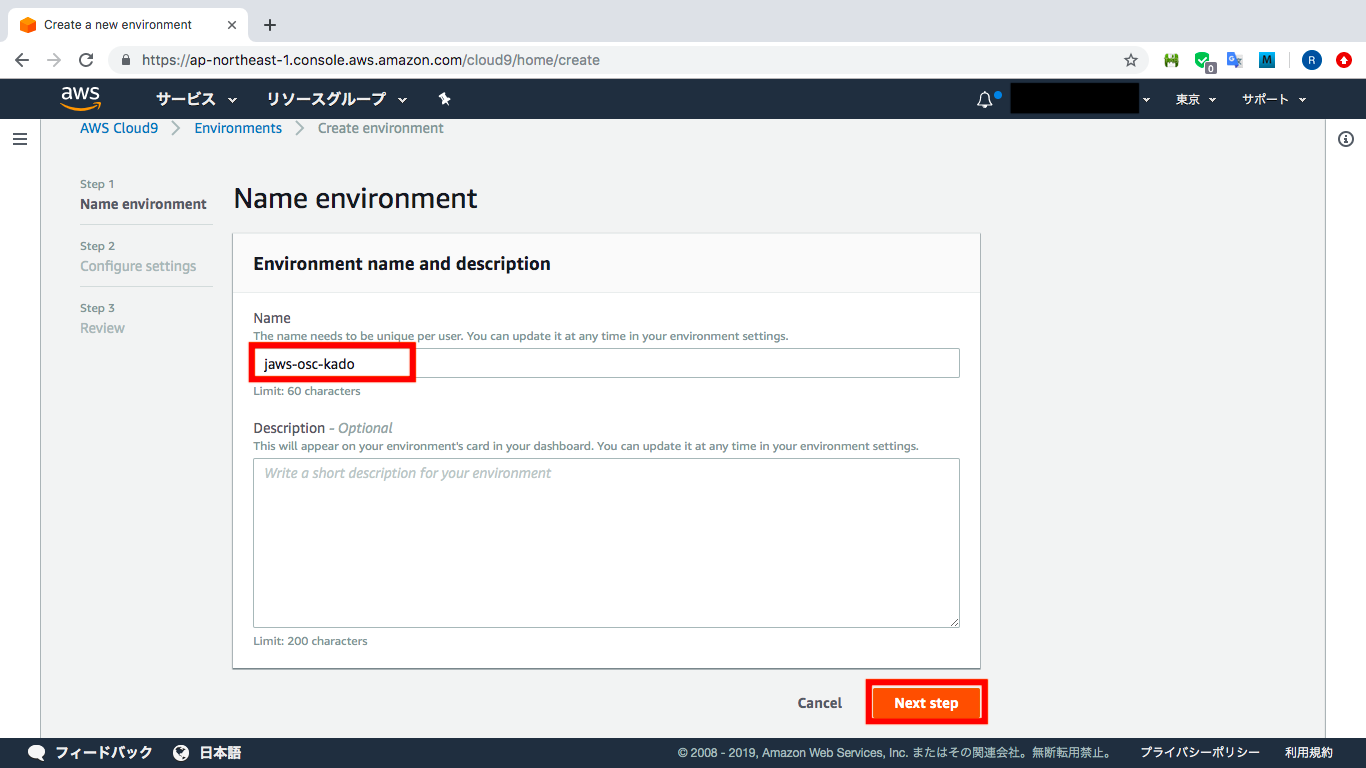 Create a new environment
https://ap-northeast-1.console.aws.amazon.com/cloud9/home/create
0
M
R
aws
サービス
リソースグループ
東京
サポート
AWS Cloud9
Environments
Create environment
Step 1
Name environment
Step 2
Configure settings
Step 3
Review
Name environment
Environment name and description
Name
The name needs to be unique per user. You can update it at any time in your environment settings.
jaws-osc-kado
Limit: 60 characters
Description - Optional
This will appear on your environment's card in your dashboard. You can update it at any time in your environment settings.
Write a short description for your environment
Limit: 200 characters
Cancel
Next step
フィードバック
日本語
© 2008 - 2019, Amazon Web Services, Inc. またはその関連会社。無断転用禁止。
プライバシーポリシー
利用規約